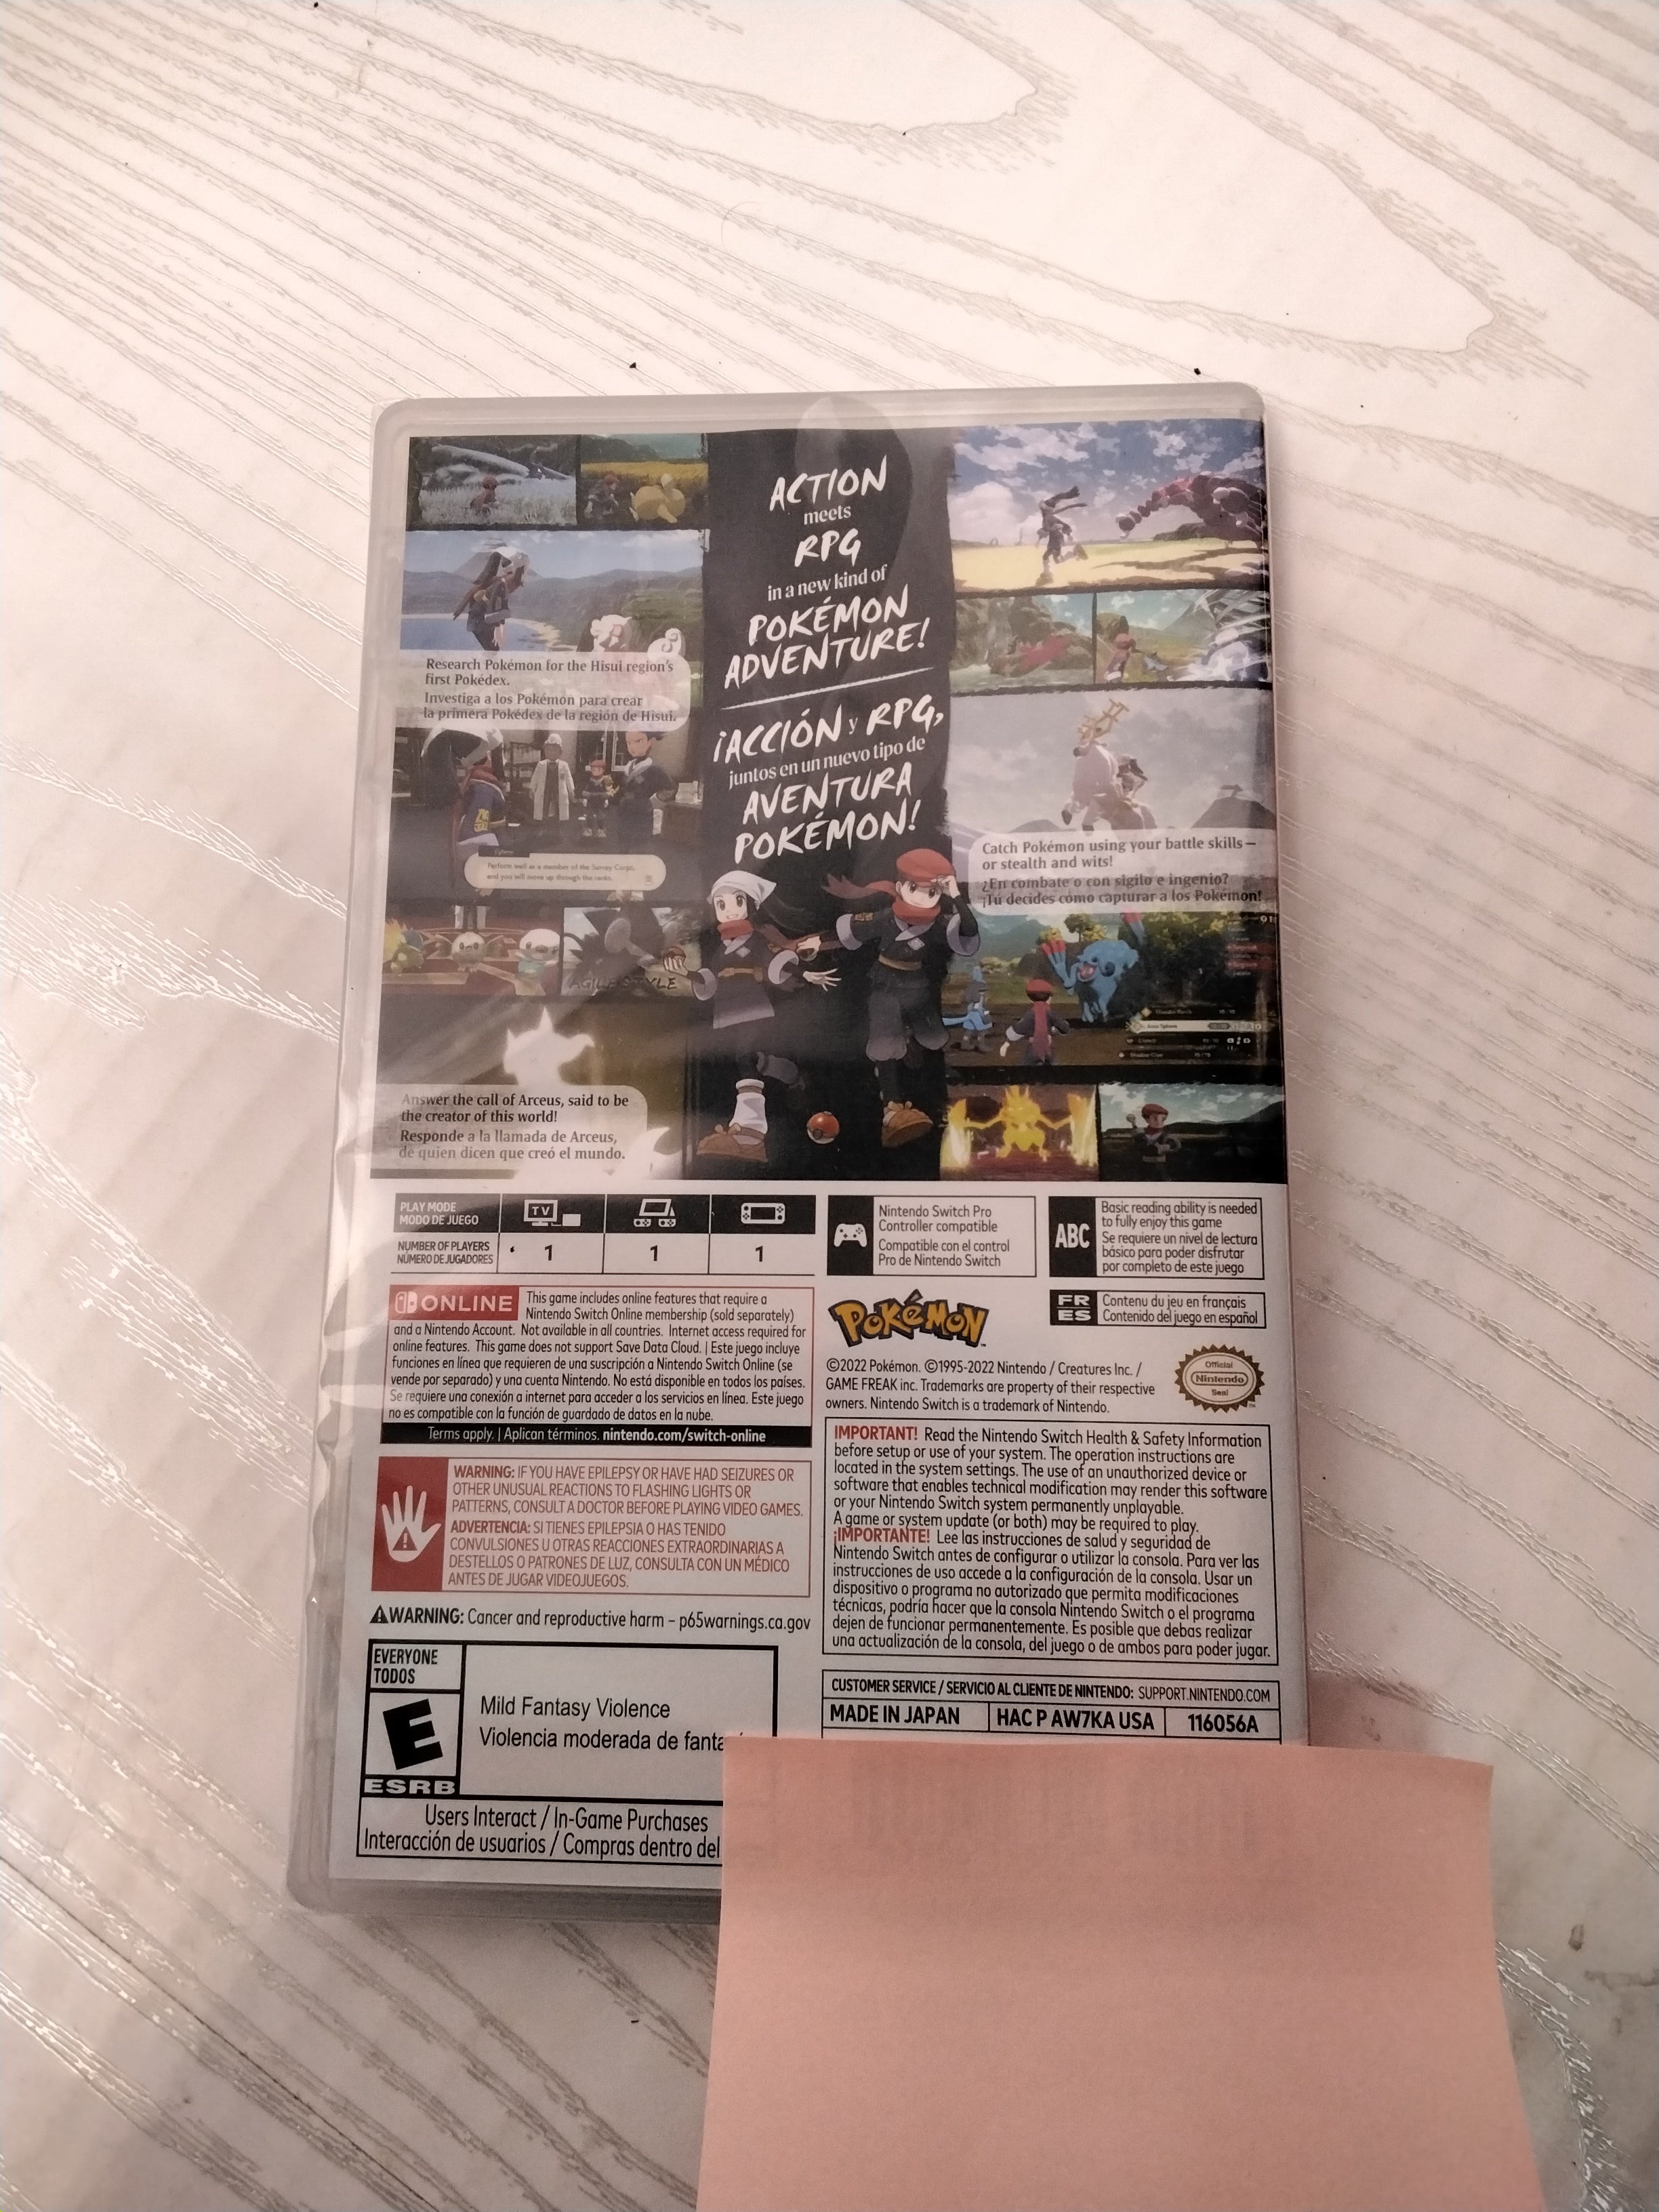 ACTION
meets
RPG
in a new kind of
POKÉMON
ADVENTURE!
¡ACCIÓN y RPG,
juntos en un nuevo tipo de
AVENTURA
POKÉMON!
Research Pokémon for the Hisui region's
first Pokédex.
Investiga a los Pokémon para crear
la primera Pokédex de la región de Hisui.
Perform well as a member of the Survey Corps,
and you will move up through the ranks.
AGILE STYLE
Answer the call of Arceus, said to be
the creator of this world!
Responde a la llamada de Arceus,
de quien dicen que creó el mundo.
Catch Pokémon using your battle skills—
or stealth and wits!
¿En combate o con sigilo e ingenio?
¡Tú decides cómo capturar a los Pokémon!
PLAY MODE
MODO DE JUEGO
TV
NUMBER OF PLAYERS
NÚMERO DE JUGADORES
1 1 1
Nintendo Switch Pro
Controller compatible
Compatible con el control
Pro de Nintendo Switch
ABC
Basic reading ability is needed
to fully enjoy this game
Se requiere un nivel de lectura
básico para poder disfrutar
por completo de este juego
ONLINE
This game includes online features that require a
Nintendo Switch Online membership (sold separately)
and a Nintendo Account. Not available in all countries. Internet access required for
online features. This game does not support Save Data Cloud. | Este juego incluye
funciones en línea que requieren de una suscripción a Nintendo Switch Online (se
vende por separado) y una cuenta Nintendo. No está disponible en todos los países.
Se requiere una conexión a internet para acceder a los servicios en línea. Este juego
no es compatible con la función de guardado de datos en la nube.
Terms apply. | Aplican términos. nintendo.com/switch-online
POKéMON
FR
ES
Contenu du jeu en français
Contenido del juego en español
©2022 Pokémon. ©1995-2022 Nintendo / Creatures Inc. /
GAME FREAK inc. Trademarks are property of their respective
owners. Nintendo Switch is a trademark of Nintendo.
Official
Nintendo
Seal
WARNING: IF YOU HAVE EPILEPSY OR HAVE HAD SEIZURES OR
OTHER UNUSUAL REACTIONS TO FLASHING LIGHTS OR
PATTERNS, CONSULT A DOCTOR BEFORE PLAYING VIDEO GAMES.
ADVERTENCIA: SI TIENES EPILEPSIA O HAS TENIDO
CONVULSIONES U OTRAS REACCIONES EXTRAORDINARIAS A
DESTELLOS O PATRONES DE LUZ, CONSULTA CON UN MÉDICO
ANTES DE JUGAR VIDEOJUEGOS.
WARNING: Cancer and reproductive harm – p65warnings.ca.gov
IMPORTANT! Read the Nintendo Switch Health & Safety Information
before setup or use of your system. The operation instructions are
located in the system settings. The use of an unauthorized device or
software that enables technical modification may render this software
or your Nintendo Switch system permanently unplayable.
A game or system update (or both) may be required to play.
¡IMPORTANTE! Lee las instrucciones de salud y seguridad de
Nintendo Switch antes de configurar o utilizar la consola. Para ver las
instrucciones de uso accede a la configuración de la consola. Usar un
dispositivo o programa no autorizado que permita modificaciones
técnicas, podría hacer que la consola Nintendo Switch o el programa
dejen de funcionar permanentemente. Es posible que debas realizar
una actualización de la consola, del juego o de ambos para poder jugar.
EVERYONE
TODOS
E
ESRB
Mild Fantasy Violence
Violencia moderada de fanta
Users Interact / In-Game Purchases
Interacción de usuarios / Compras dentro del
CUSTOMER SERVICE / SERVICIO AL CLIENTE DE NINTENDO: SUPPORT.NINTENDO.COM
MADE IN JAPAN HAC P AW7KA USA 116056A